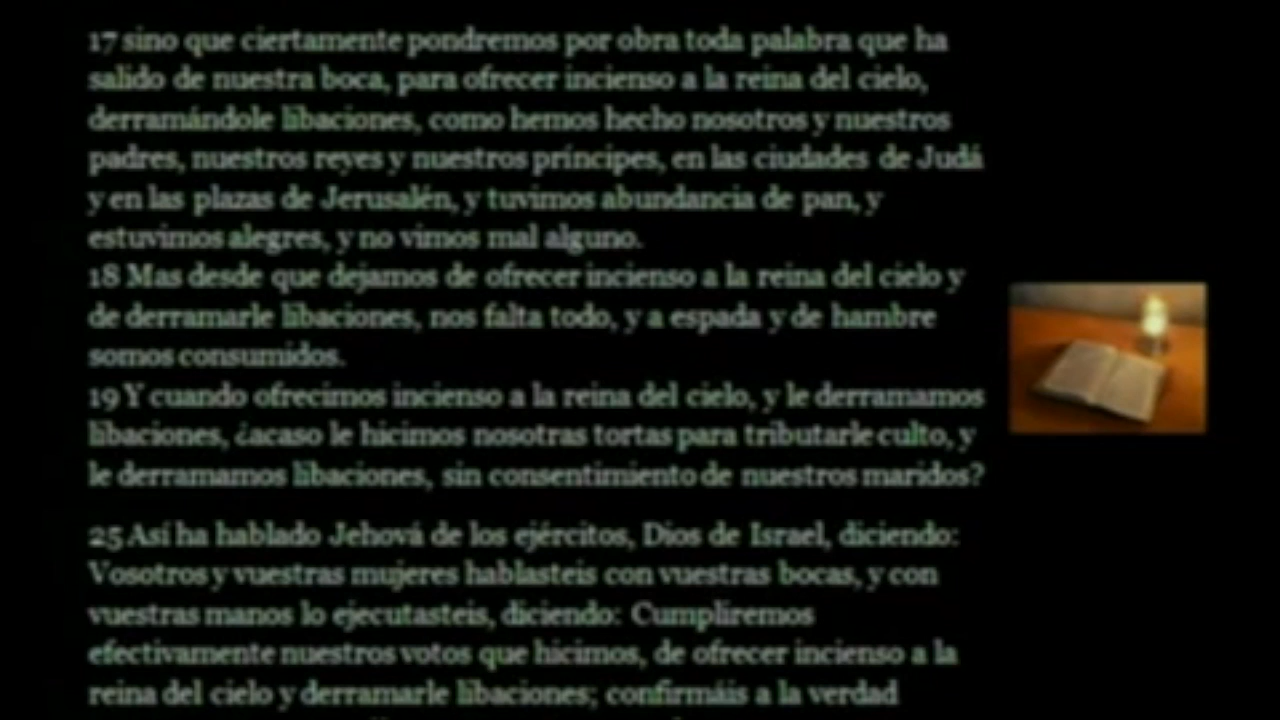 17 sino que ciertamente pondremos por obra toda palabra que ha
salido de nuestra boca, para ofrecer incienso a la reina del cielo,
derramándole libaciones, como hemos hecho nosotros y nuestros
padres, nuestros reyes y nuestros príncipes, en las ciudades de Judá
y en las plazas de Jerusalén, y tuvimos abundancia de pan, y
estuvimos alegres, y no vimos mal alguno.
18 Mas desde que dejamos de ofrecer incienso a la reina del cielo y
de derramarle libaciones, nos falta todo, y a espada y de hambre
somos consumidos.
19 Y cuando ofrecimos incienso a la reina del cielo, y le derramamos
libaciones, ¿acaso le hicimos nosotras tortas para tributarle culto, y
le derramamos libaciones, sin consentimiento de nuestros maridos?
25 Así ha hablado Jehová de los ejércitos, Dios de Israel, diciendo:
Vosotros y vuestras mujeres hablasteis con vuestras bocas, y con
vuestras manos lo ejecutasteis, diciendo: Cumpliremos
efectivamente nuestros votos que hicimos, de ofrecer incienso a la
reina del cielo y derramarle libaciones; confirmáis a la verdad